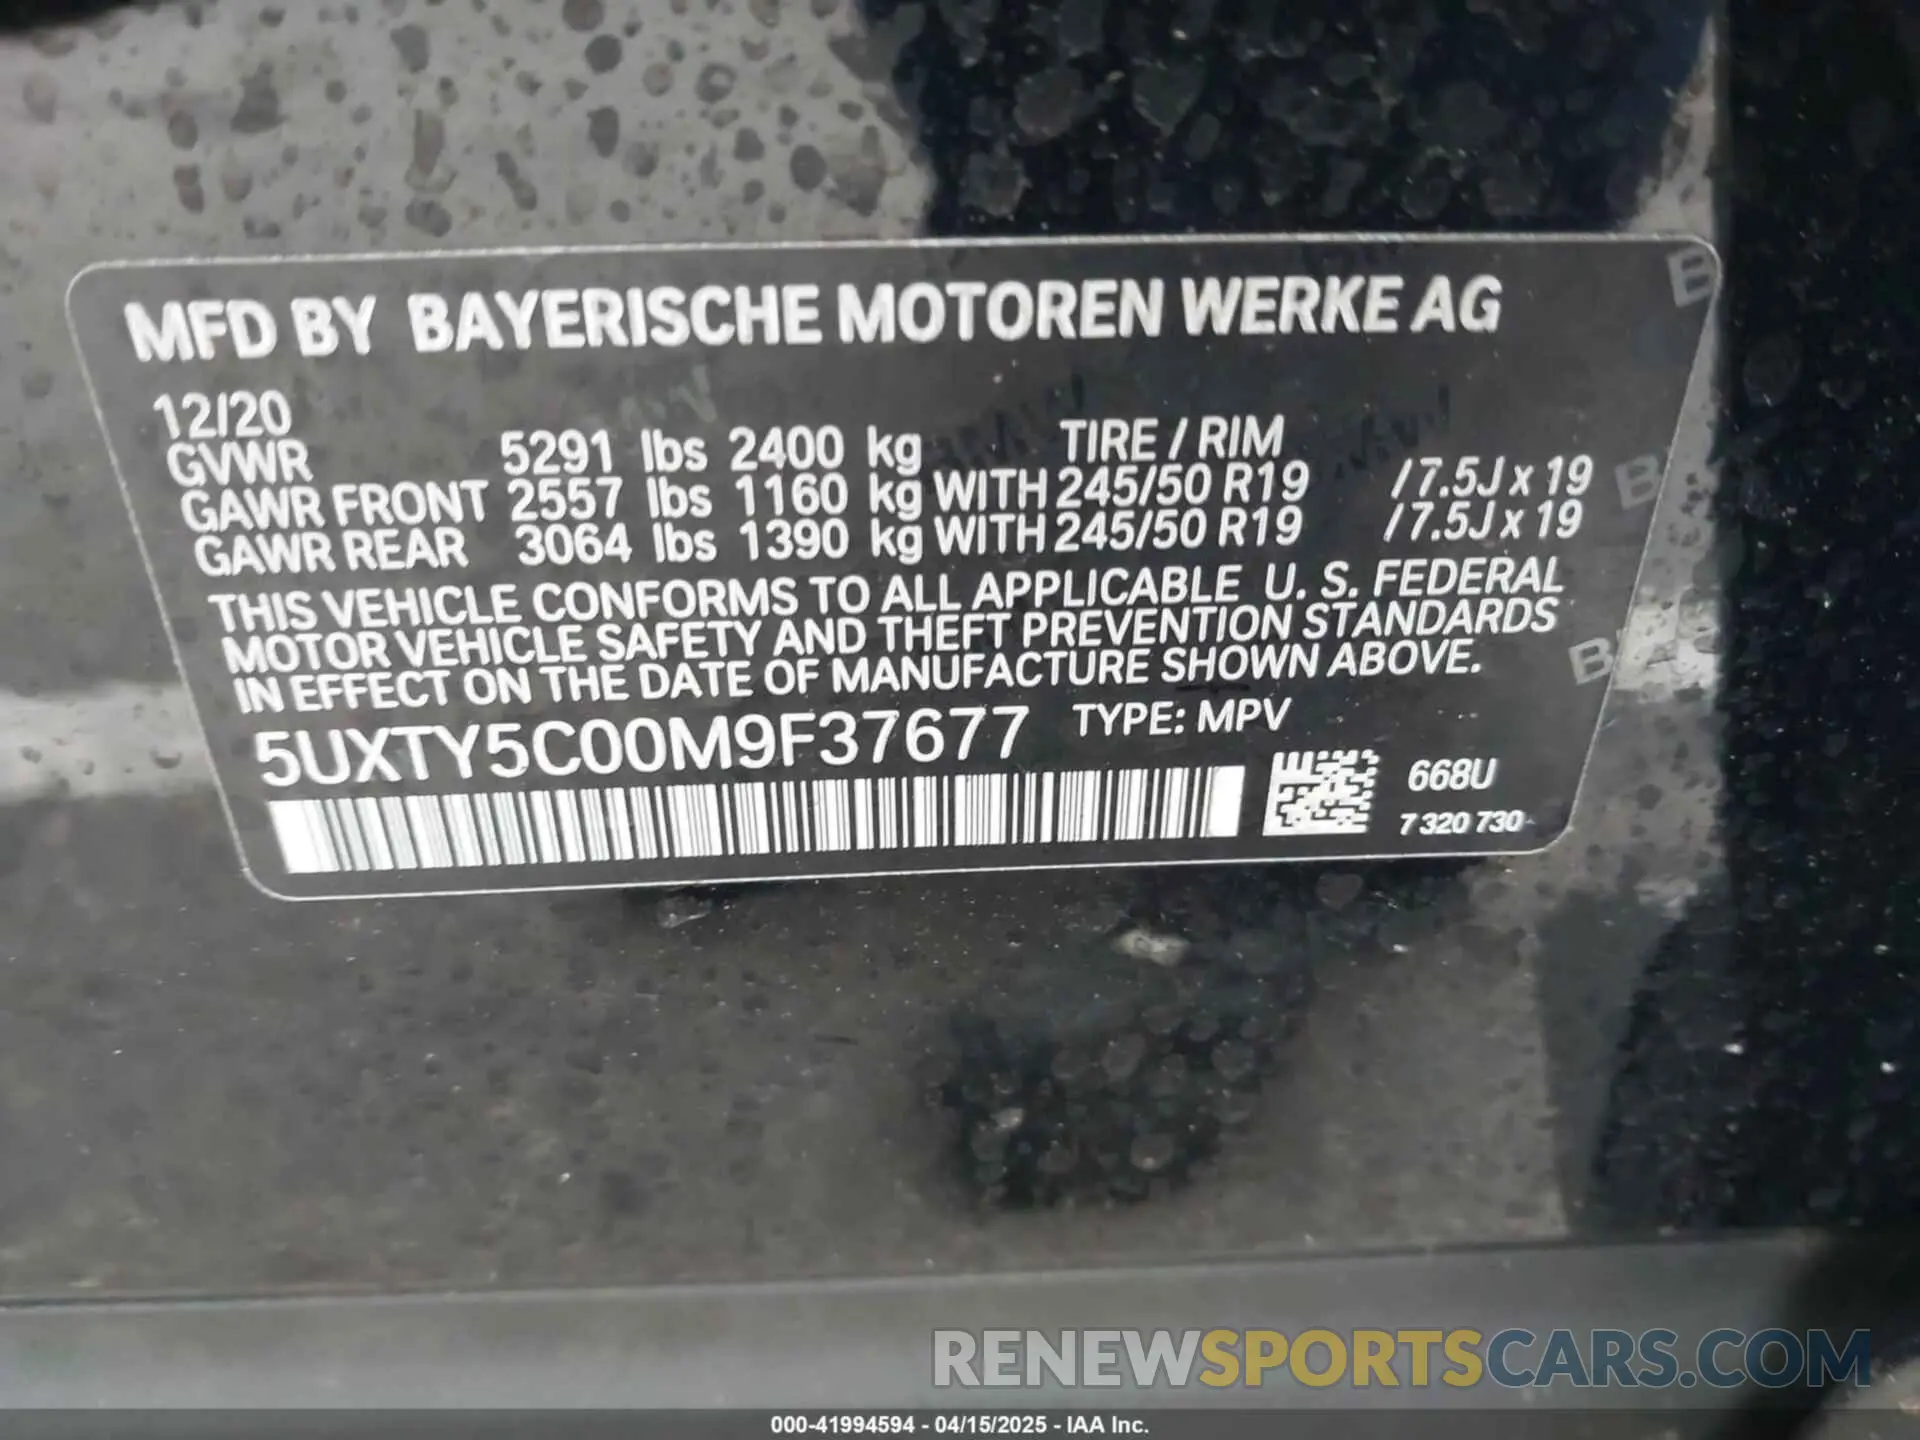 MFD BY BAYERISCHE MOTOREN WERKE AG
12/20
GVWR 5291 lbs 2400 kg TIRE / RIM
GAWR FRONT 2557 lbs 1160 kg WITH 245/50 R19 /7.5J x 19
GAWR REAR 3064 lbs 1390 kg WITH 245/50 R19 /7.5J x 19
THIS VEHICLE CONFORMS TO ALL APPLICABLE U. S. FEDERAL
MOTOR VEHICLE SAFETY AND THEFT PREVENTION STANDARDS
IN EFFECT ON THE DATE OF MANUFACTURE SHOWN ABOVE.
5UXTY5C00M9F37677 TYPE: MPV
668U
7 320 730
RENEWSPORTSCARS.COM
000-41994594 - 04/15/2025 - IAA Inc.